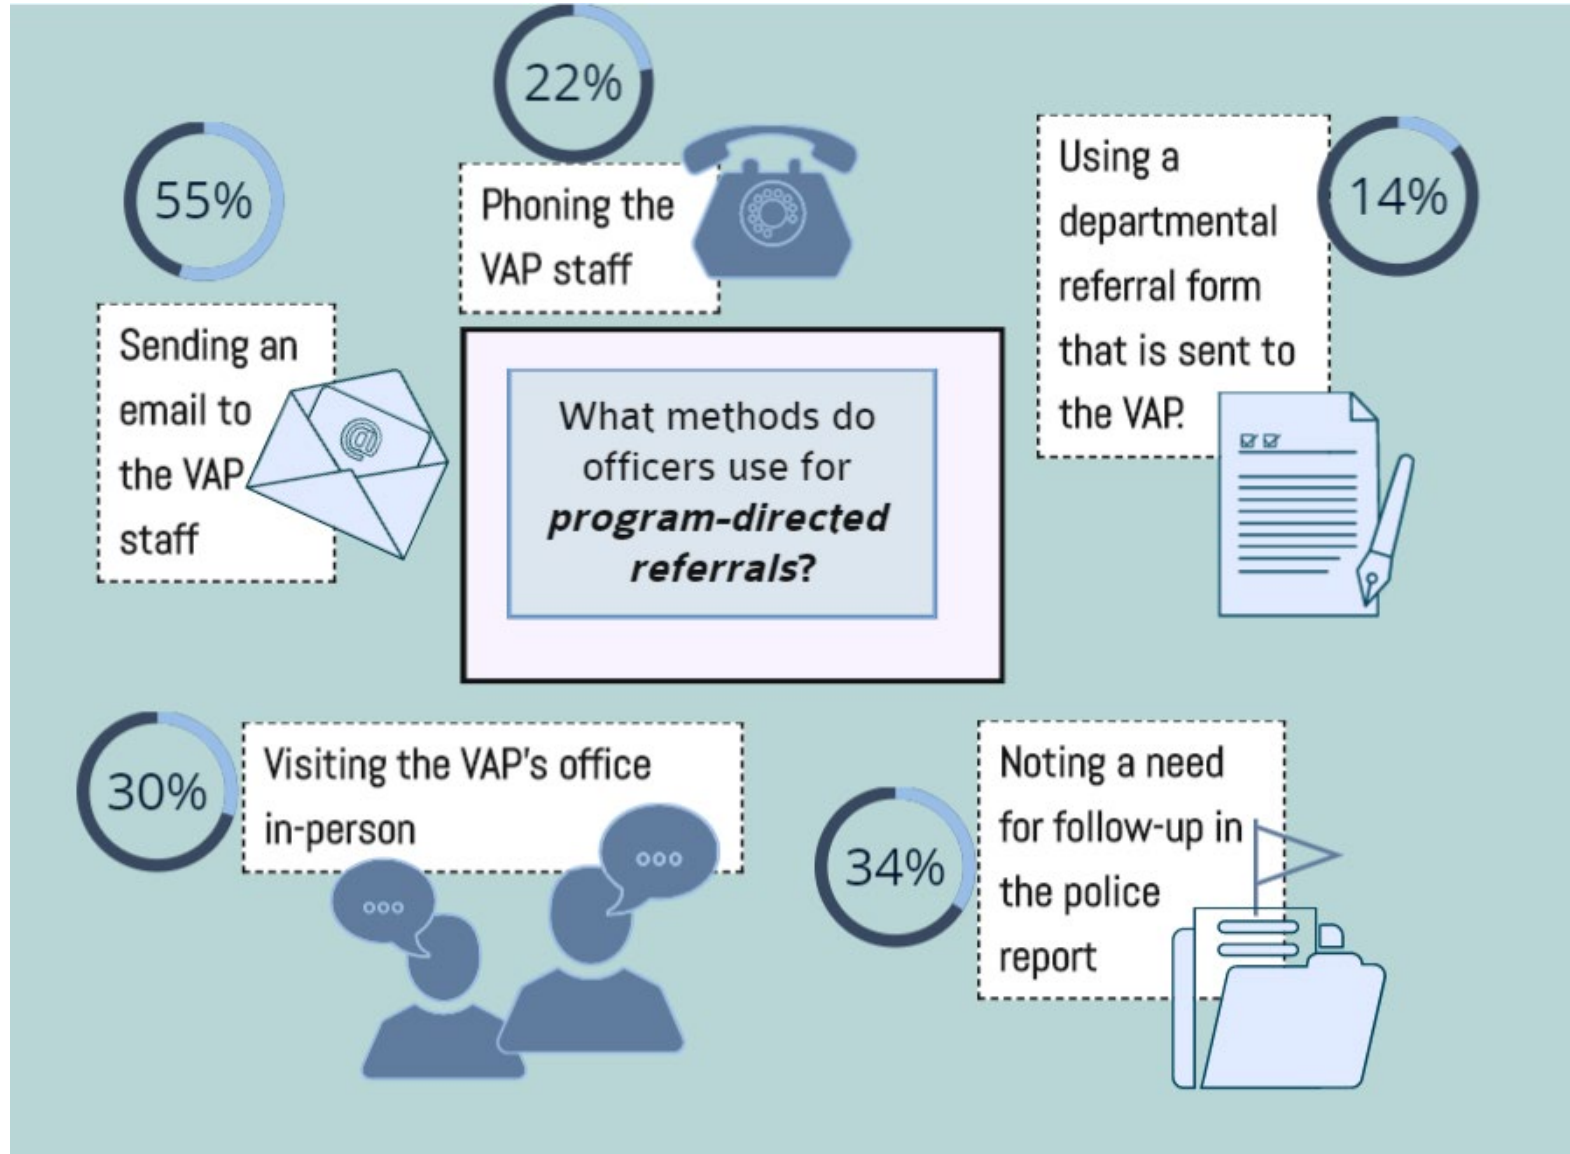 22%
Phoning the
VAP staff
55%
Sending an
email to
the VAP
staff
@
14%
Using a
departmental
referral form
that is sent to
the VAP.
What methods do
officers use for
program-directed
referrals?
30%
Visiting the VAP's office
in-person
34%
Noting a need
for follow-up in
the police
report